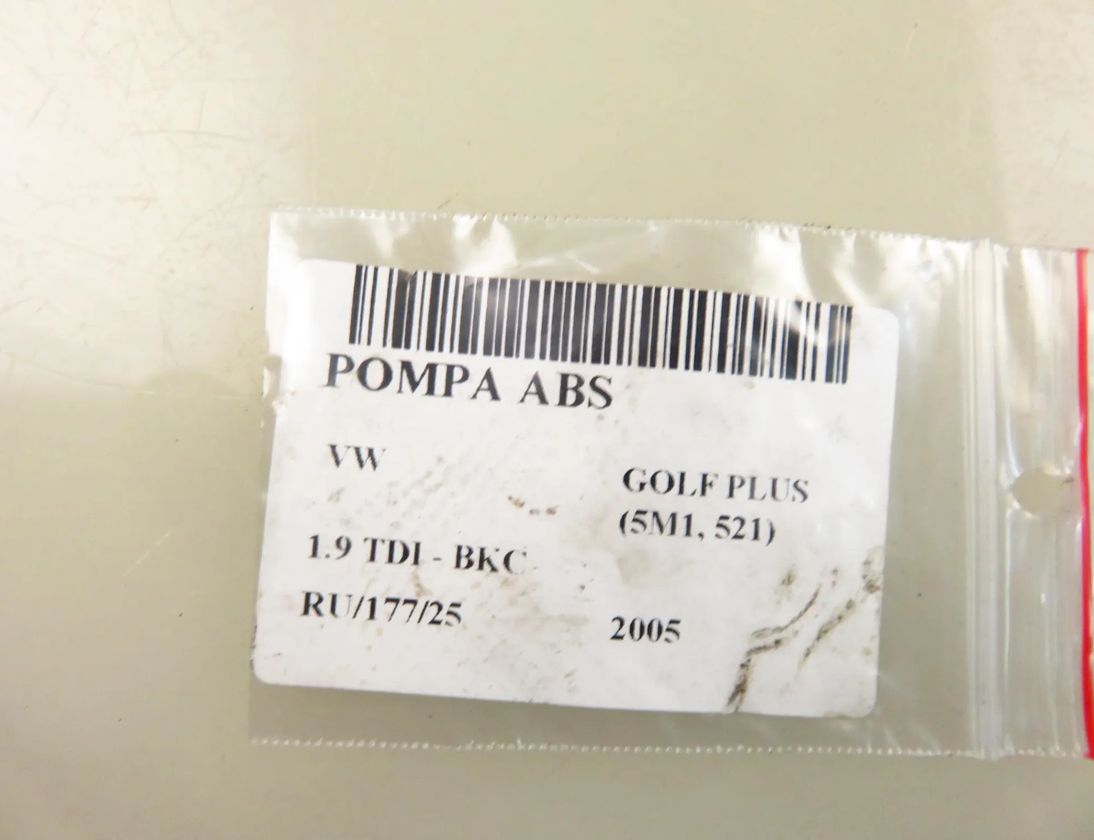 POMPA ABS
VW
GOLF PLUS
(5M1, 521)
1.9 TDI - BKC
RU/177/25
2005